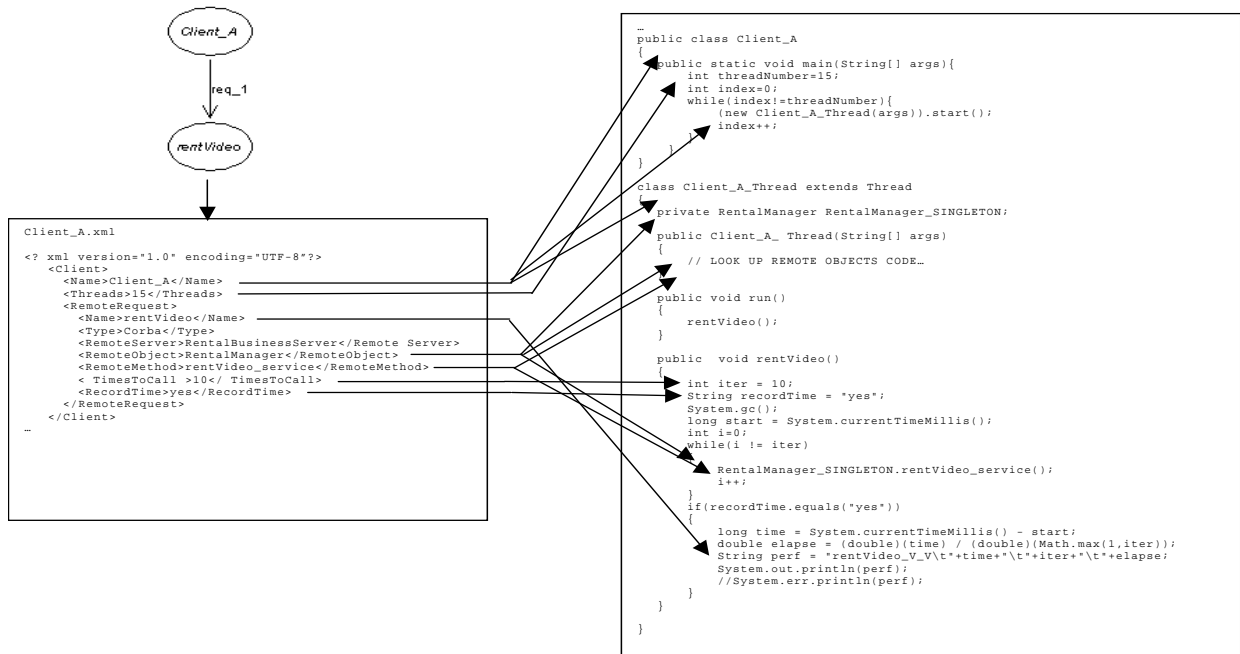 Client_A
req_1
rentVideo
Client_A.xml
<? xml version="1.0" encoding="UTF-8"?>
<Client>
<Name>Client_A</Name>
<Threads>15</Threads>
<RemoteRequest>
<Name>rentVideo</Name>
<Type>Corba</Type>
<RemoteServer>RentalBusinessServer</Remote Server>
<RemoteObject>RentalManager</RemoteObject>
<RemoteMethod>rentVideo_service</RemoteMethod>
< TimesToCall >10</ TimesToCall>
<RecordTime>yes</RecordTime>
</RemoteRequest>
</Client>
…
…
public class Client_A
{
public static void main(String[] args){
int threadNumber=15;
int index=0;
while(index!=threadNumber){
(new Client_A_Thread(args)).start();
index++;
}
}
}
class Client_A_Thread extends Thread
{
private RentalManager RentalManager_SINGLETON;
public Client_A_ Thread(String[] args)
{
// LOOK UP REMOTE OBJECTS CODE…
}
public void run()
{
rentVideo();
}
public  void rentVideo()
{
int iter = 10;
String recordTime = "yes";
System.gc();
long start = System.currentTimeMillis();
int i=0;
while(i != iter)
{
RentalManager_SINGLETON.rentVideo_service();
i++;
}
if(recordTime.equals("yes"))
{
long time = System.currentTimeMillis() - start;
double elapse = (double)(time) / (double)(Math.max(1,iter));
String perf = "rentVideo_V_V\t"+time+"\t"+iter+"\t"+elapse;
System.out.println(perf);
//System.err.println(perf);
}
}
}